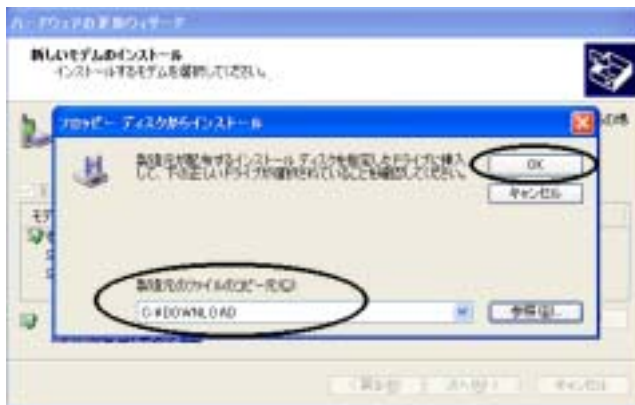 ハードウェアの更新ウィザード
新しいモデムのインストール
インストールするモデムを選択してください。
フロッピー ディスクからインストール
製造元が配布するインストール ディスクを指定したドライブに挿入
して、下の正しいドライブが選択されていることを確認してください。
OK
キャンセル
製造元のファイルのコピー元(C):
C:¥DOWNLOAD
参照(B)...
モデ
< 戻る(B)
次へ(N) >
キャンセル